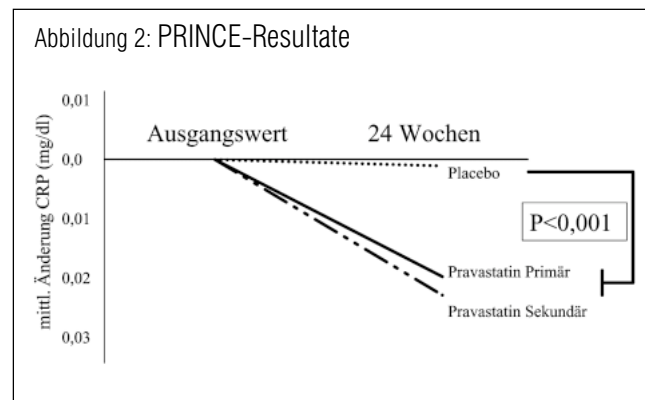 Abbildung 2: PRINCE-Resultate
mittl. Änderung CRP (mg/dl)
0,01
0,0
0,01
0,02
0,03
Ausgangswert
24 Wochen
Placebo
P<0,001
Pravastatin Primär
Pravastatin Sekundär